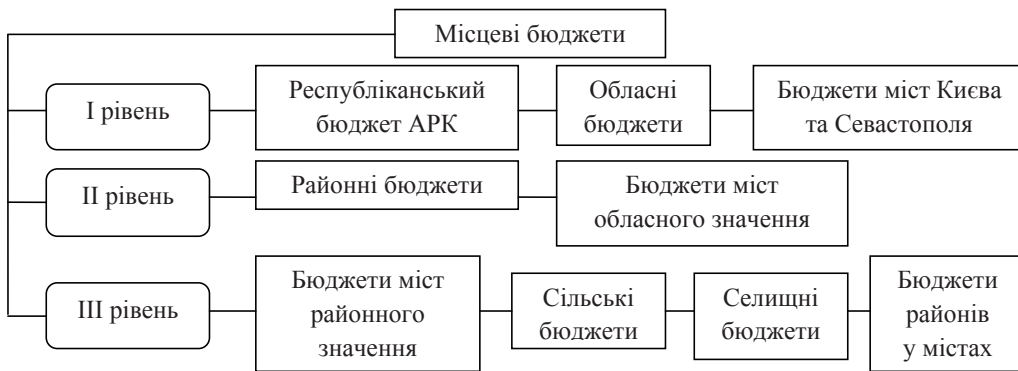 Місцеві бюджети
І рівень
Республіканський
бюджет АРК
Обласні
бюджети
Бюджети міст Києва
та Севастополя
ІІ рівень
Районні бюджети
Бюджети міст
обласного значення
ІІІ рівень
Бюджети міст
районного
значення
Сільські
бюджети
Селищні
бюджети
Бюджети
районів
у містах